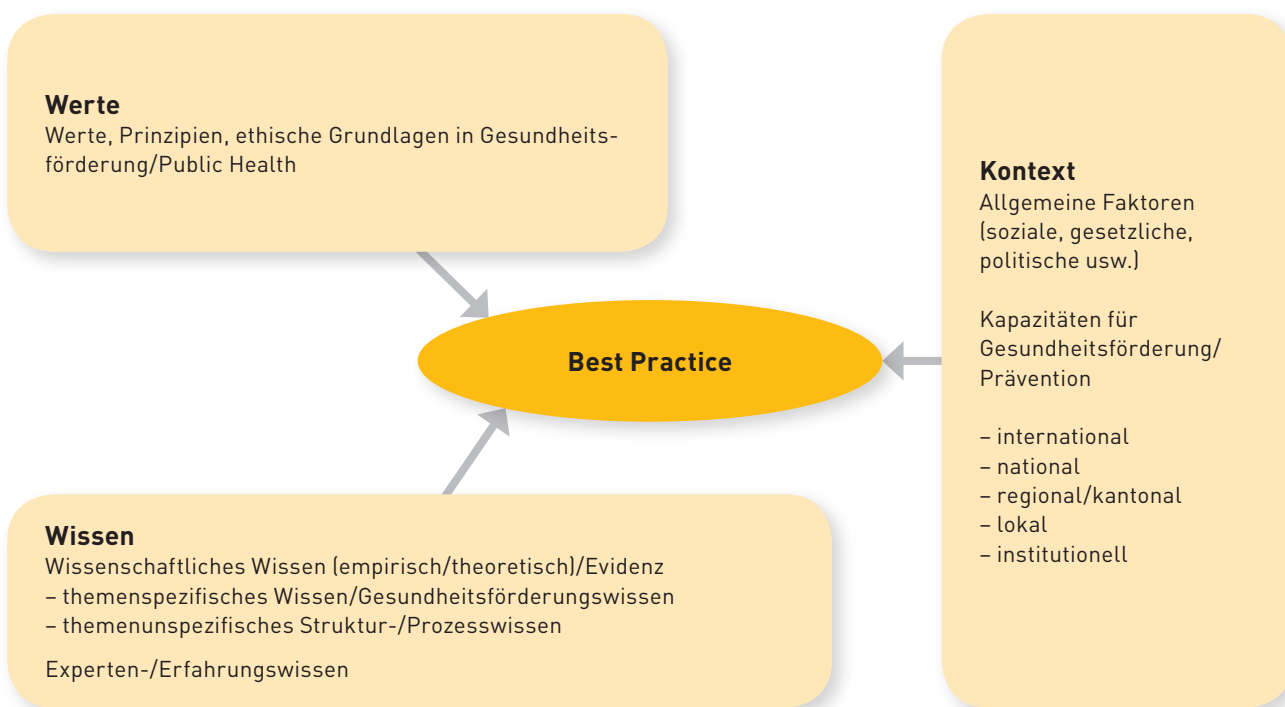 Werte
Werte, Prinzipien, ethische Grundlagen in Gesundheits-
förderung/Public Health
Kontext
Allgemeine Faktoren
(soziale, gesetzliche,
politische usw.)
Kapazitäten für
Gesundheitsförderung/
Prävention
– international
– national
– regional/kantonal
– lokal
– institutionell
Best Practice
Wissen
Wissenschaftliches Wissen (empirisch/theoretisch)/Evidenz
– themenspezifisches Wissen/Gesundheitsförderungswissen
– themenunspezifisches Struktur-/Prozesswissen
Experten-/Erfahrungswissen